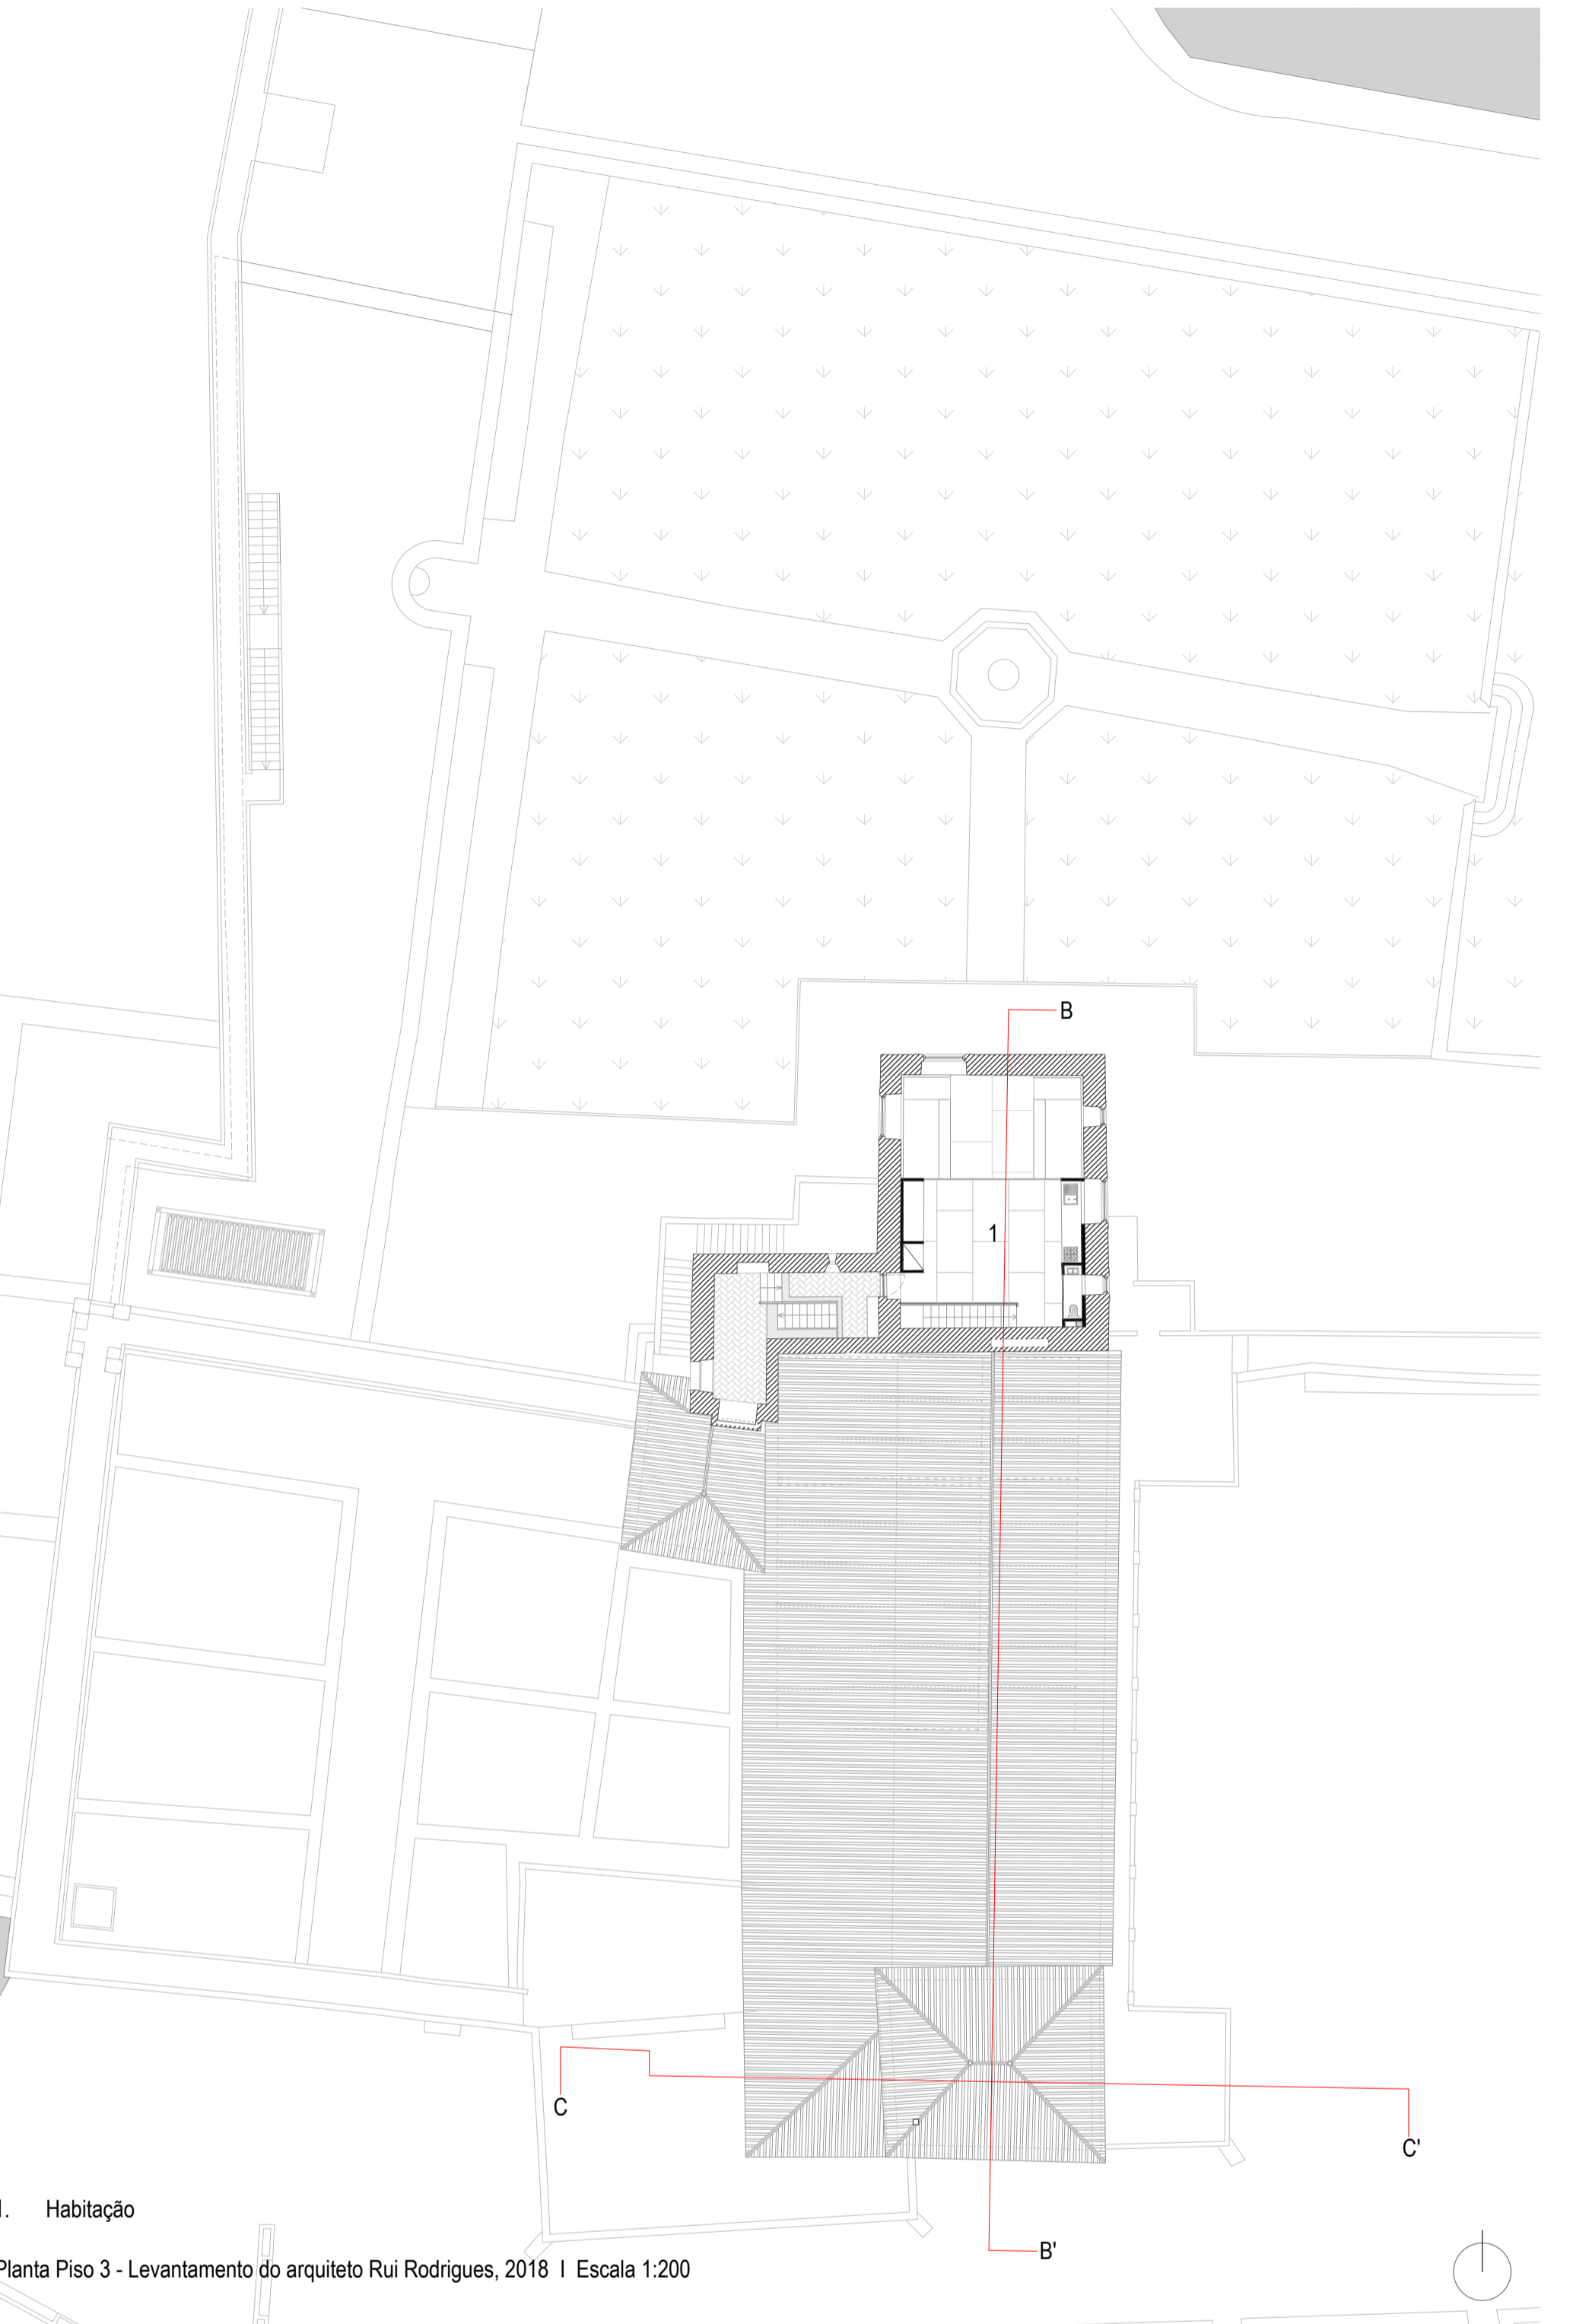 B
1
C
C'
1. Habitação
B'
Planta Piso 3 - Levantamento do arquiteto Rui Rodrigues, 2018 I Escala 1:200